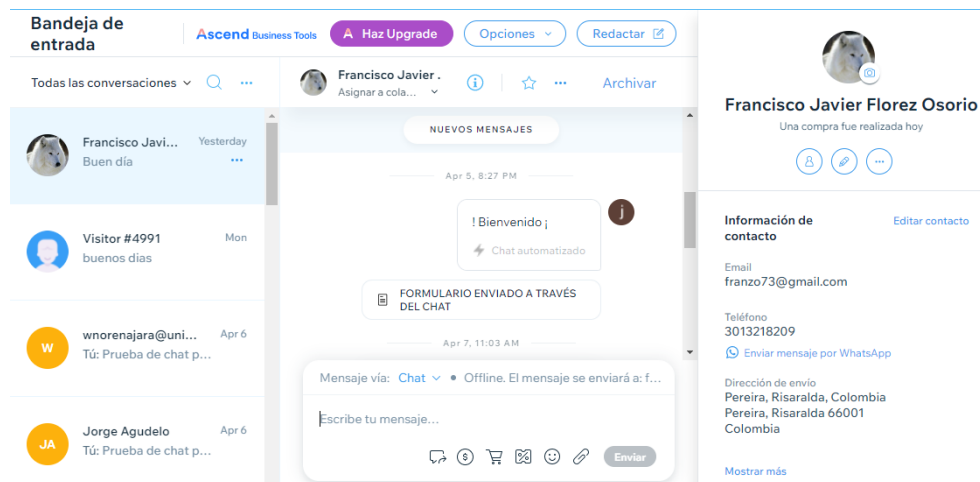 Bandeja de
entrada
Ascend Business Tools
A Haz Upgrade
Opciones
Redactar
Todas las conversaciones
Francisco Javi...
Yesterday
Buen día
Visitor #4991
Mon
buenos dias
W
wnorenajara@uni...
Apr 6
Tú: Prueba de chat p...
JA
Jorge Agudelo
Apr 6
Tú: Prueba de chat p...
Francisco Javier .
Asignar a cola...
Archivar
NUEVOS MENSAJES
Apr 5, 8:27 PM
! Bienvenido ¡
j
Chat automatizado
FORMULARIO ENVIADO A TRAVÉS
DEL CHAT
Apr 7, 11:03 AM
Mensaje vía: Chat • Offline. El mensaje se enviará a: f...
Escribe tu mensaje...
Enviar
Francisco Javier Florez Osorio
Una compra fue realizada hoy
Información de
contacto
Editar contacto
Email
franzo73@gmail.com
Teléfono
3013218209
Enviar mensaje por WhatsApp
Dirección de envío
Pereira, Risaralda, Colombia
Pereira, Risaralda 66001
Colombia
Mostrar más